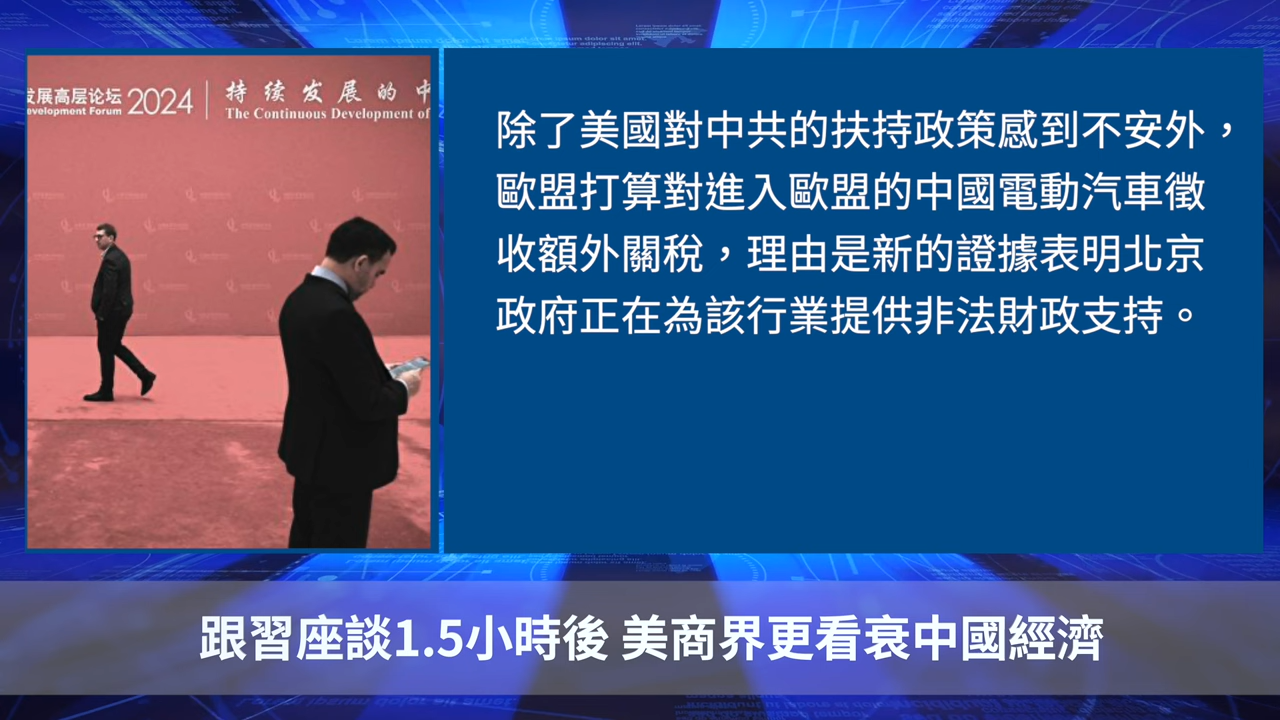 发展高层论坛 2024
evelopment Forum
持续发展的中
The Continuous Development of
除了美國對中共的扶持政策感到不安外，
歐盟打算對進入歐盟的中國電動汽車徵
收額外關稅，理由是新的證據表明北京
政府正在為該行業提供非法財政支持。
跟習座談1.5小時後 美商界更看衰中國經濟